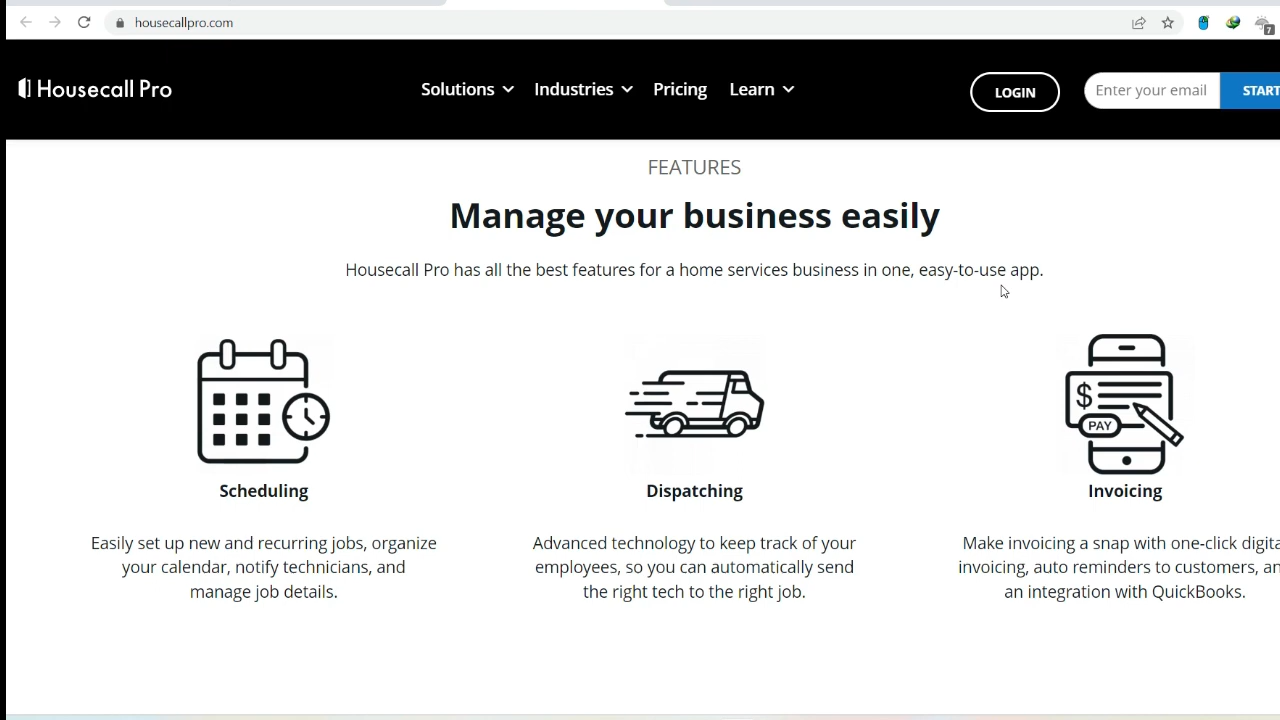 housecallpro.com
7
Housecall Pro
Solutions
Industries
Pricing
Learn
LOGIN
Enter your email
START
FEATURES
Manage your business easily
Housecall Pro has all the best features for a home services business in one, easy-to-use app.
$
PAY
Scheduling
Dispatching
Invoicing
Easily set up new and recurring jobs, organize
your calendar, notify technicians, and
manage job details.
Advanced technology to keep track of your
employees, so you can automatically send
the right tech to the right job.
Make invoicing a snap with one-click digita
invoicing, auto reminders to customers, an
an integration with QuickBooks.